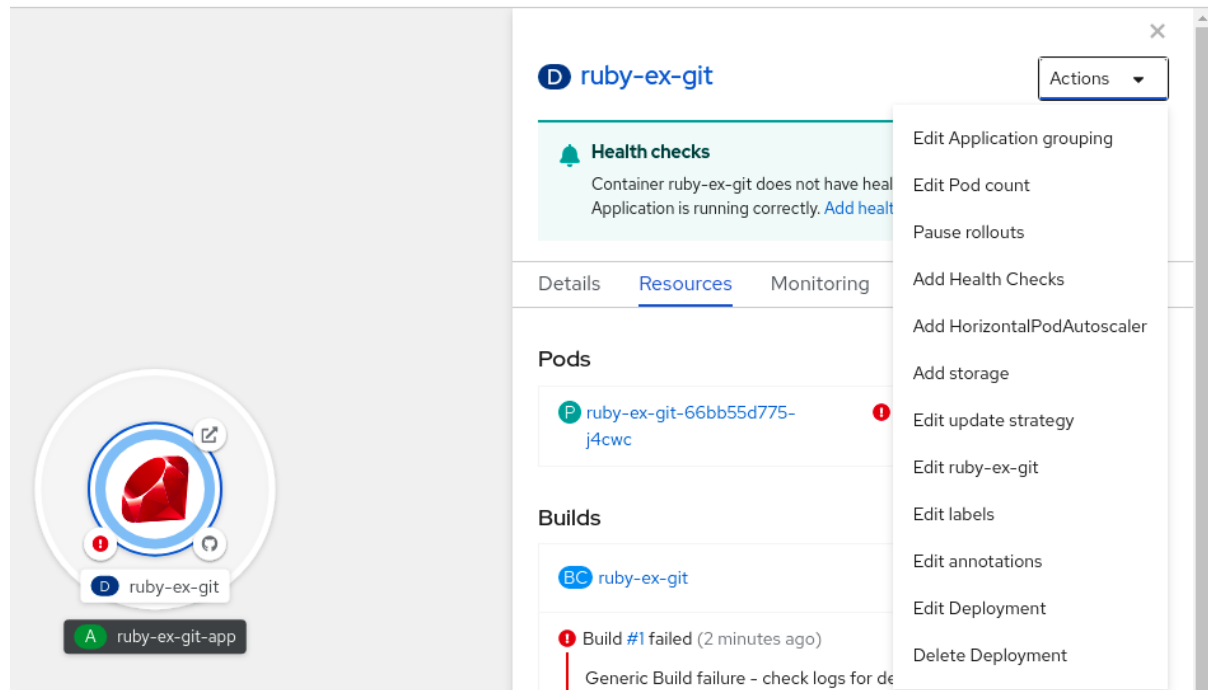 D ruby-ex-git
Actions
Health checks
Container ruby-ex-git does not have
Application is running correctly. Add
Edit Application grouping
Edit Pod count
Pause rollouts
Add Health Checks
Add HorizontalPodAutoscaler
Add storage
Edit update strategy
Edit ruby-ex-git
Edit labels
Edit annotations
Edit Deployment
Delete Deployment
Details Resources Monitoring
Pods
P ruby-ex-git-66bb55d775-
j4cwc
Builds
BC ruby-ex-git
Build #1 failed (2 minutes ago)
Generic Build failure - check logs for
D ruby-ex-git
A ruby-ex-git-app